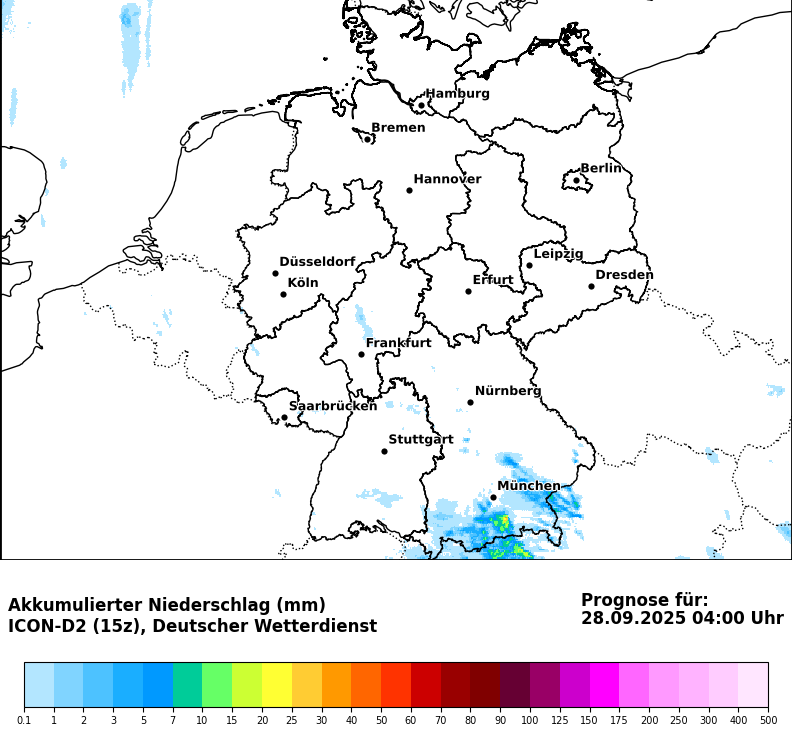 Hamburg
Bremen
Berlin
Hannover
Leipzig
Düsseldorf
Dresden
Köln
Erfurt
Frankfurt
Nürnberg
Saarbrücken
Stuttgart
München
Akkumulierter Niederschlag (mm)
ICON-D2 (15z), Deutscher Wetterdienst
Prognose für:
28.09.2025 04:00 Uhr
0.1 1 2 3 5 7 10 15 20 25 30 40 50 60 70 80 90 100 125 150 175 200 250 300 400 500